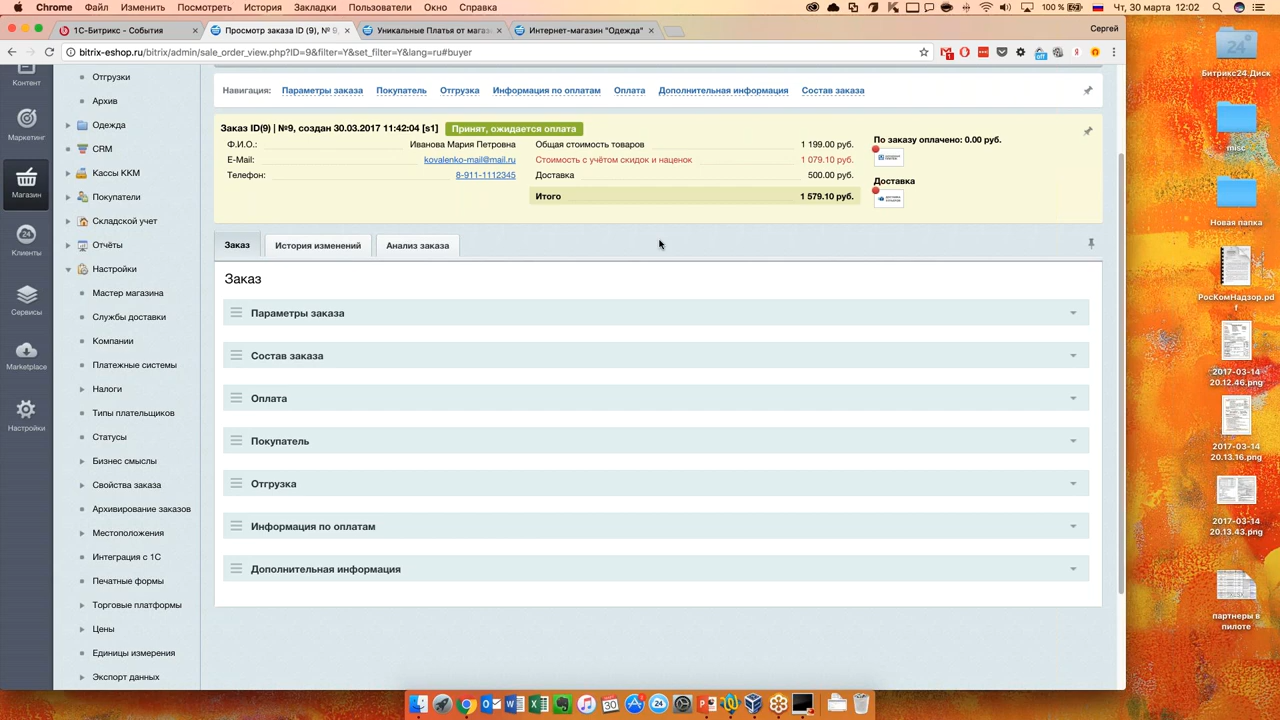 Chrome Файл Изменить Посмотреть История Закладки Пользователи Окно Справка 100 % Чт, 30 марта 12:02
1С-Битрикс - События
Просмотр заказа ID (9), № 9,
Уникальные Платья от магаз
Интернет-магазин "Одежда"
Сергей
bitrix-eshop.ru/bitrix/admin/sale_order_view.php?ID=9&filter=Y&set_filter=Y&lang=ru#buyer
Контент
Маркетинг
Магазин
24
Клиенты
Сервисы
Marketplace
Настройки
Отгрузки
Архив
Одежда
CRM
Кассы ККМ
Покупатели
Складской учет
Отчёты
Настройки
Мастер магазина
Службы доставки
Компании
Платежные системы
Налоги
Типы плательщиков
Статусы
Бизнес смыслы
Свойства заказа
Архивирование заказов
Местоположения
Интеграция с 1С
Печатные формы
Торговые платформы
Цены
Единицы измерения
Экспорт данных
Навигация: Параметры заказа Покупатель Отгрузка Информация по оплатам Оплата Дополнительная информация Состав заказа
Заказ ID(9) | №9, создан 30.03.2017 11:42:04 [s1] Принят, ожидается оплата
Ф.И.О.: Иванова Мария Петровна
E-Mail: kovalenko-mail@mail.ru
Телефон: 8-911-1112345
Общая стоимость товаров 1 199.00 руб.
Стоимость с учётом скидок и наценок 1 079.10 руб.
Доставка 500.00 руб.
Итого 1 579.10 руб.
По заказу оплачено: 0.00 руб.
Доставка
Заказ История изменений Анализ заказа
Заказ
Параметры заказа
Состав заказа
Оплата
Покупатель
Отгрузка
Информация по оплатам
Дополнительная информация
24
Битрикс24.Диск
misc
Новая папка
РосКомНадзор.pd
f
2017-03-14
20.12.46.png
2017-03-14
20.13.16.png
2017-03-14
20.13.43.png
партнеры в
пилоте
30
24